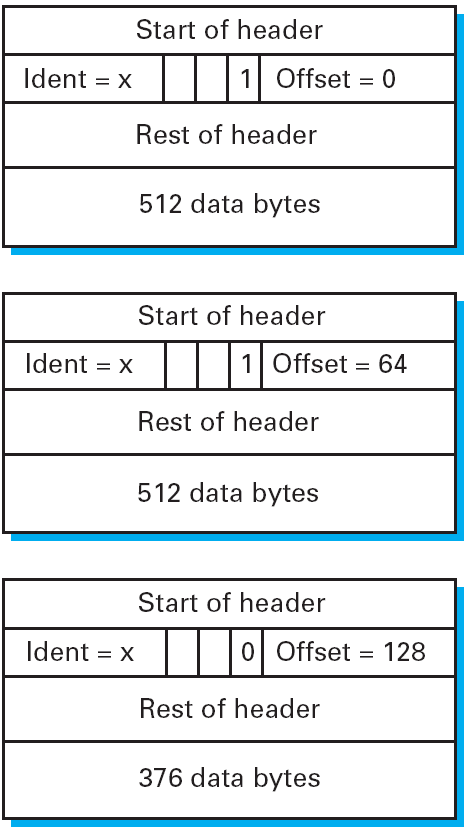 Start of header
Ident = x 1 Offset = 0
Rest of header
512 data bytes
Start of header
Ident = x 1 Offset = 64
Rest of header
512 data bytes
Start of header
Ident = x 0 Offset = 128
Rest of header
376 data bytes